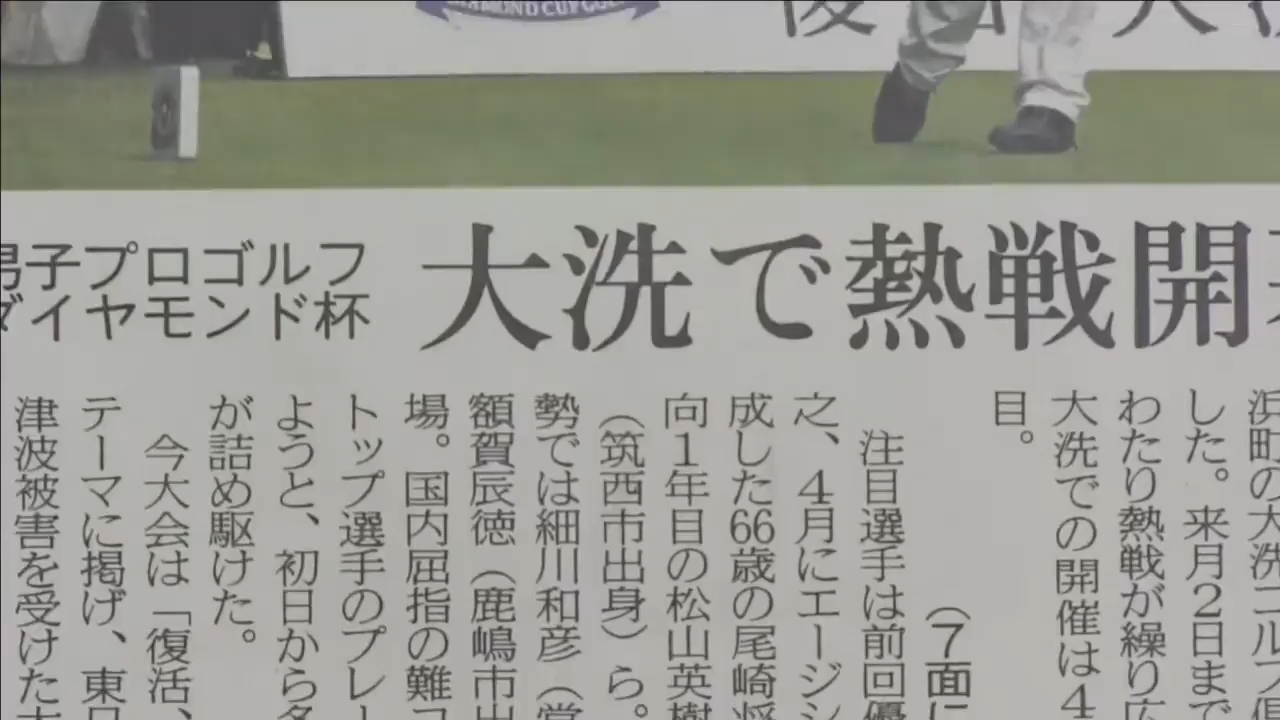 DIAMOND CUP GOLF
男子プロゴルフ
ダイヤモンド杯
大洗で熱戦開
浜町の大洗ゴルフ倶
した。来月2日まで
わたり熱戦が繰り広
大洗での開催は4
目。
(7面に
注目選手は前回優
之、4月にエージシ
成した66歳の尾崎将
向1年目の松山英樹
(筑西市出身)ら。
勢では細川和彦(常
額賀辰徳(鹿嶋市出
場。国内屈指の難コ
トップ選手のプレー
ようと、初日から多
が詰め駆けた。
今大会は「復活、
テーマに掲げ、東日
津波被害を受けた